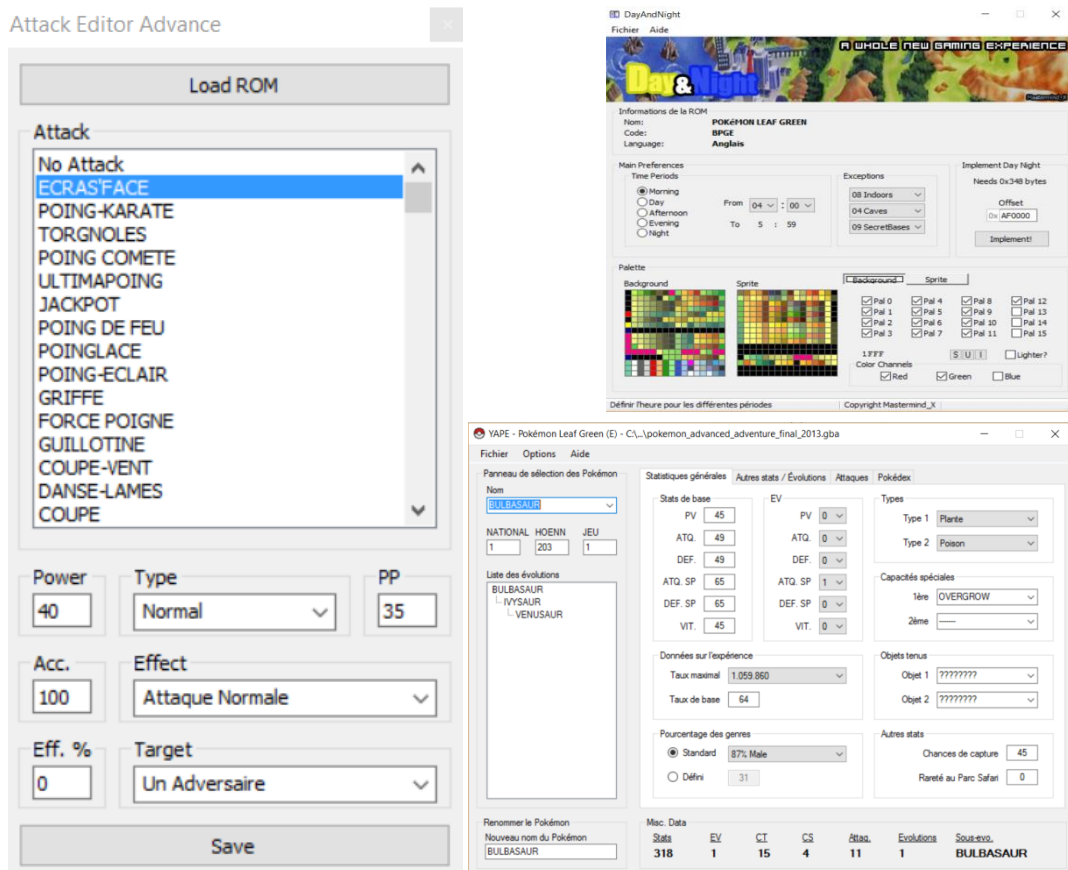 Attack Editor Advance
Load ROM
Attack
No Attack
ECRAS'FACE
POING-KARATE
TORGNOLES
POING COMETE
ULTIMAPOING
JACKPOT
POING DE FEU
POINGLACE
POING-ECLAIR
GRIFFE
FORCE POIGNE
GUILLOTINE
COUPE-VENT
DANSE-LAMES
COUPE
Power Type PP
40 Normal 35
Acc. Effect
100 Attaque Normale
Eff. % Target
0 Un Adversaire
Save
DayAndNight
Fichier Aide
A WHOLE NEW GAMING EXPERIENCE
Day & Night
Mastermind_X
Informations de la ROM
Nom: POKéMON LEAF GREEN
Code: BPGE
Language: Anglais
Main Preferences
Time Periods
Morning
Day
Afternoon
Evening
Night
From 04 : 00
To 5 : 59
Exceptions
08 Indoors
04 Caves
09 SecretBases
Implement Day Night
Needs 0x348 bytes
Offset
0x AF0000
Implement!
Palette
Background Sprite
Background Sprite
Pal 0 Pal 4 Pal 8 Pal 12
Pal 1 Pal 5 Pal 9 Pal 13
Pal 2 Pal 6 Pal 10 Pal 14
Pal 3 Pal 7 Pal 11 Pal 15
1FFF S U I Lighter?
Color Channels
Red Green Blue
Définir l'heure pour les différentes périodes Copyright Mastermind_X
YAPE - Pokémon Leaf Green (E) - C:\...\pokemon_advanced_adventure_final_2013.gba
Fichier Options Aide
Panneau de sélection des Pokémon
Nom
BULBASAUR
NATIONAL HOENN JEU
1 203 1
Liste des évolutions
BULBASAUR
IVYSAUR
VENUSAUR
Renommer le Pokémon
Nouveau nom du Pokémon
BULBASAUR
Statistiques générales Autres stats / Évolutions Attaques Pokédex
Stats de base
PV 45
ATQ. 49
DEF. 49
ATQ. SP 65
DEF. SP 65
VIT. 45
EV
PV 0
ATQ. 0
DEF. 0
ATQ. SP 1
DEF. SP 0
VIT. 0
Types
Type 1 Plante
Type 2 Poison
Capacités spéciales
1ère OVERGROW
2ème -----
Données sur l'expérience
Taux maximal 1.059.860
Taux de base 64
Objets tenus
Objet 1 ????????
Objet 2 ????????
Pourcentage des genres
Standard 87% Male
Défini 31
Autres stats
Chances de capture 45
Rareté au Parc Safari 0
Misc. Data
Stats EV CT CS Attaq. Evolutions Sous-evo.
318 1 15 4 11 1 BULBASAUR